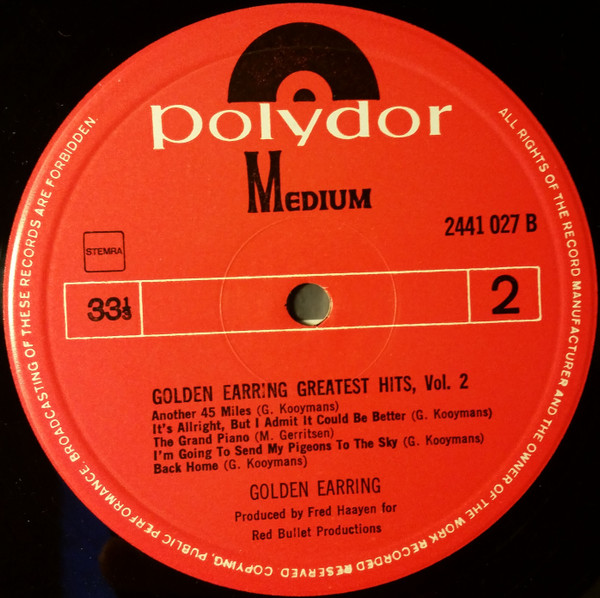 polydor
MEDIUM
STEMRA
2441 027 B
33⅓
2
GOLDEN EARRING GREATEST HITS, Vol. 2
Another 45 Miles (G. Kooymans)
It's Allright, But I Admit It Could Be Better (G. Kooymans)
The Grand Piano (M. Gerritsen)
I'm Going To Send My Pigeons To The Sky (G. Kooymans)
Back Home (G. Kooymans)
GOLDEN EARRING
Produced by Fred Haayen for
Red Bullet Productions
ALL RIGHTS OF THE RECORD MANUFACTURER AND THE OWNER OF THE WORK RECORDED RESERVED COPYING, PUBLIC PERFORMANCE, BROADCASTING OF THESE RECORDS ARE FORBIDDEN.